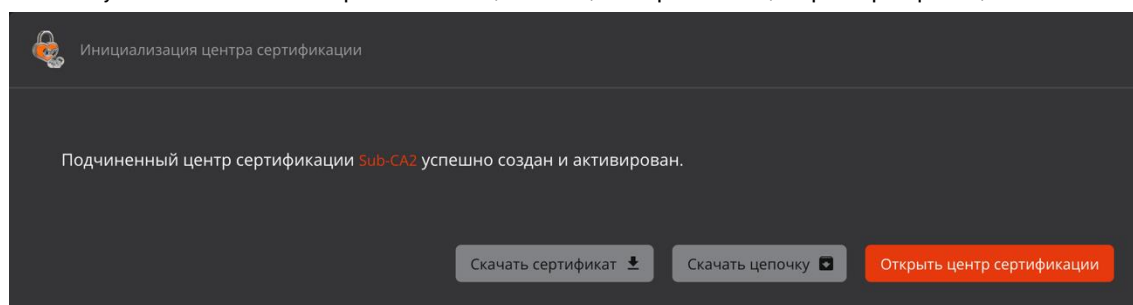 Инициализация центра сертификации
Подчиненный центр сертификации Sub-CA2 успешно создан и активирован.
Скачать сертификат
Скачать цепочку
Открыть центр сертификации